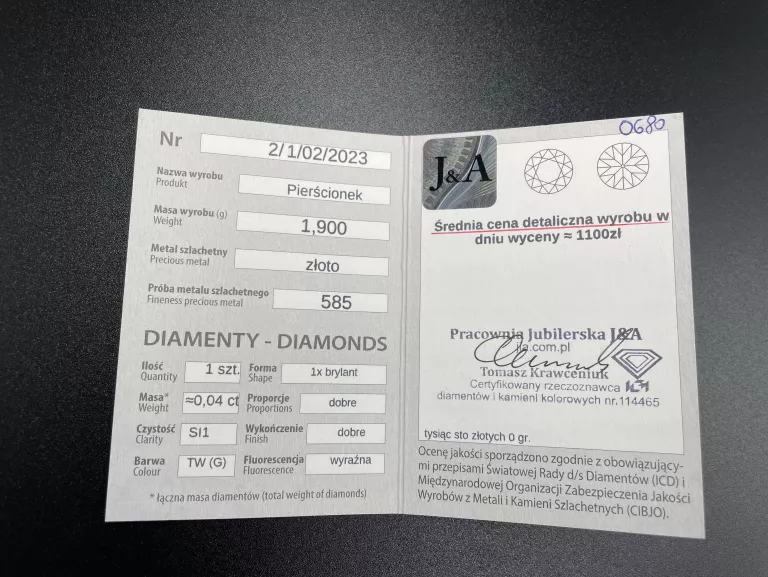 Nr 2/1/02/2023
Nazwa wyrobu
Produkt
Pierścionek
Masa wyrobu (g)
Weight
1,900
Metal szlachetny
Precious metal
złoto
Próba metalu szlachetnego
Fineness precious metal
585
DIAMENTY - DIAMONDS
Ilość
Quantity
1 szt.
Forma
Shape
1x brylant
Masa*
Weight
≈0,04 ct
Proporcje
Proportions
dobre
Czystość
Clarity
SI1
Wykończenie
Finish
dobre
Barwa
Colour
TW (G)
Fluorescencja
Fluorescence
wyraźna
* łączna masa diamentów (total weight of diamonds)
0680
J&A
Średnia cena detaliczna wyrobu w
dniu wyceny ≈ 1100zł
Pracownia Jubilerska J&A
.com.pl
Tomasz Krawceniuk
Certyfikowany rzeczoznawca
diamentów i kamieni kolorowych nr.114465
tysiąc sto złotych 0 gr.
Ocenę jakości sporządzono zgodnie z obowiązujący-
mi przepisami Światowej Rady d/s Diamentów (ICD) i
Międzynarodowej Organizacji Zabezpieczenia Jakości
Wyrobów z Metali i Kamieni Szlachetnych (CIBJO).